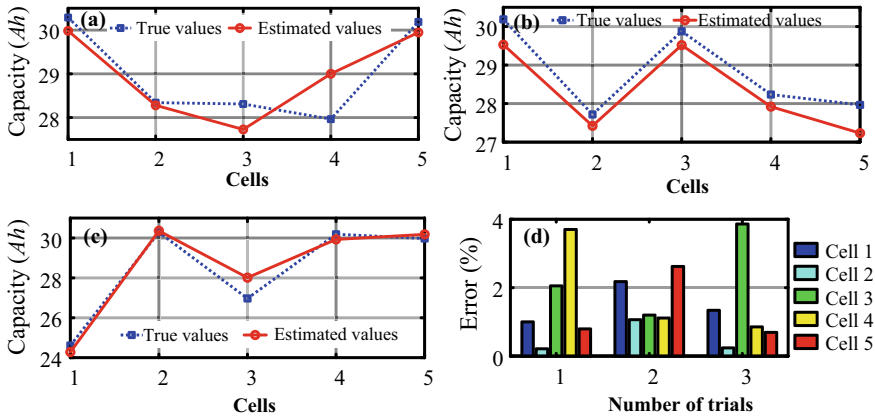 (a)
True values
Estimated values
Capacity (Ah)
30
29
28
1 2 3 4 5
Cells
(b)
True values
Estimated values
Capacity (Ah)
30
29
28
27
1 2 3 4 5
Cells
(c)
Capacity (Ah)
30
28
26
24
True values
Estimated values
1 2 3 4 5
Cells
(d)
Error (%)
4
2
0
1 2 3
Number of trials
Cell 1
Cell 2
Cell 3
Cell 4
Cell 5